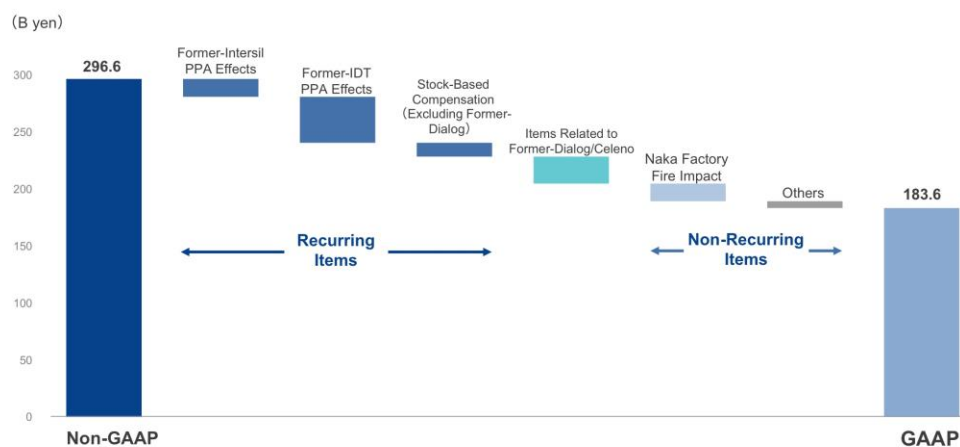 （B yen）
296.6
Former-Intersil
PPA Effects
Former-IDT
PPA Effects
Stock-Based
Compensation
（Excluding Former-
Dialog）
Items Related to
Former-Dialog/Celeno
Naka Factory
Fire Impact
Others
183.6
300
250
200
150
100
50
0
Recurring
Items
Non-Recurring
Items
Non-GAAP
GAAP